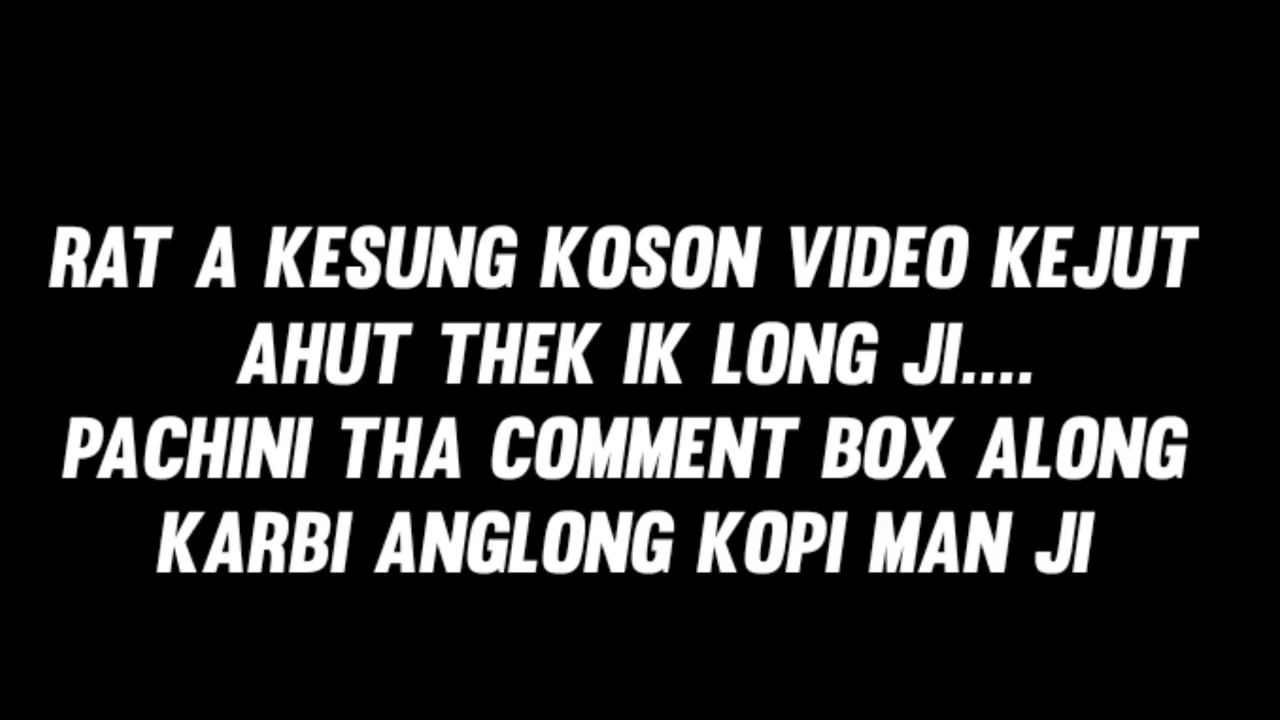 RAT A KESUNG KOSON VIDEO KEJUT
AHUT THEK IK LONG JI....
PACHINI THA COMMENT BOX ALONG
KARBI ANGLONG KOPI MAN JI